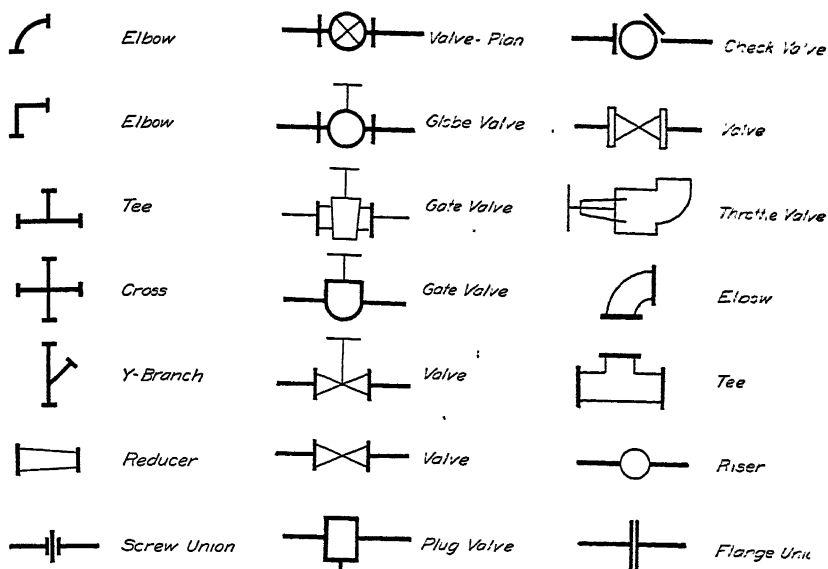 Elbow
Valve-Plan
Check Valve
Elbow
Globe Valve
Valve
Tee
Gate Valve
Throttle Valve
Cross
Gate Valve
Elbow
Y-Branch
Valve
Tee
Reducer
Valve
Riser
Screw Union
Plug Valve
Flange